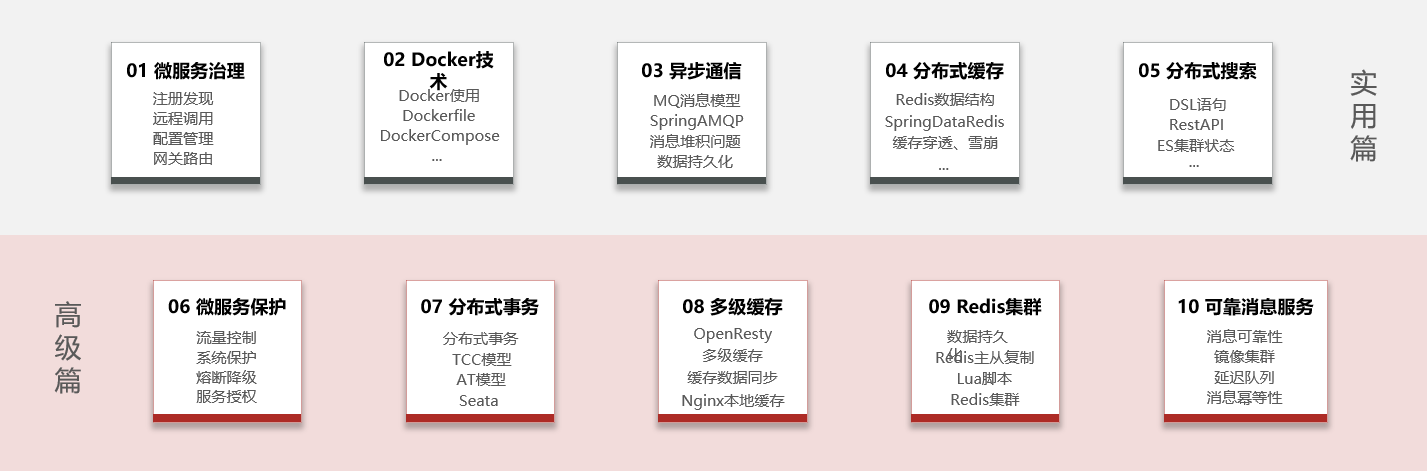 01 微服务治理
注册发现
远程调用
配置管理
网关路由
02 Docker技
术
Docker使用
Dockerfile
DockerCompose
...
03 异步通信
MQ消息模型
SpringAMQP
消息堆积问题
数据持久化
04 分布式缓存
Redis数据结构
SpringDataRedis
缓存穿透、雪崩
...
05 分布式搜索
DSL语句
RestAPI
ES集群状态
...
实用篇
高级篇
06 微服务保护
流量控制
系统保护
熔断降级
服务授权
07 分布式事务
分布式事务
TCC模型
AT模型
Seata
08 多级缓存
OpenResty
多级缓存
缓存数据同步
Nginx本地缓存
09 Redis集群
数据持久
化
Redis主从复制
Lua脚本
Redis集群
10 可靠消息服务
消息可靠性
镜像集群
延迟队列
消息幂等性